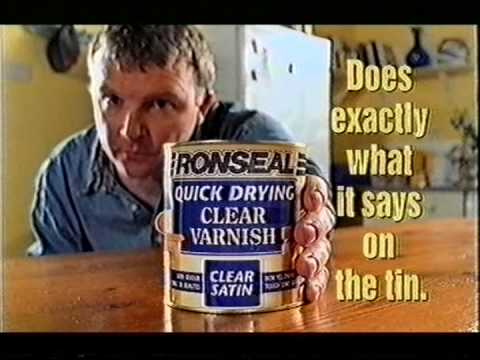 RONSEAL
QUICK DRYING
CLEAR
VARNISH
CLEAR
SATIN
Does
exactly
what
it says
on
the tin.